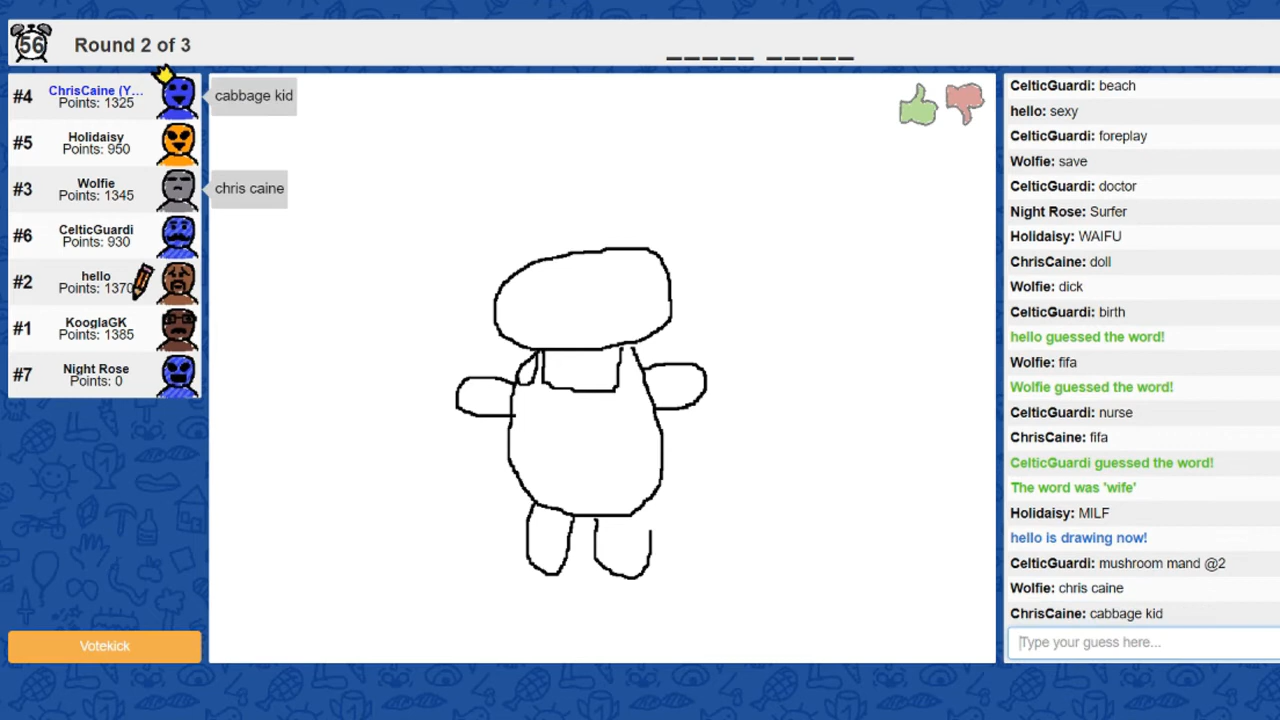 56
Round 2 of 3
_____ _____
#4
ChrisCaine (Y...
Points: 1325
cabbage kid
#5
Holidaisy
Points: 950
#3
Wolfie
Points: 1345
chris caine
#6
CelticGuardi
Points: 930
#2
hello
Points: 1370
#1
KooglaGK
Points: 1385
#7
Night Rose
Points: 0
Votekick
CelticGuardi: beach
hello: sexy
CelticGuardi: foreplay
Wolfie: save
CelticGuardi: doctor
Night Rose: Surfer
Holidaisy: WAIFU
ChrisCaine: doll
Wolfie: dick
CelticGuardi: birth
hello guessed the word!
Wolfie: fifa
Wolfie guessed the word!
CelticGuardi: nurse
ChrisCaine: fifa
CelticGuardi guessed the word!
The word was 'wife'
Holidaisy: MILF
hello is drawing now!
CelticGuardi: mushroom mand @2
Wolfie: chris caine
ChrisCaine: cabbage kid
Type your guess here...